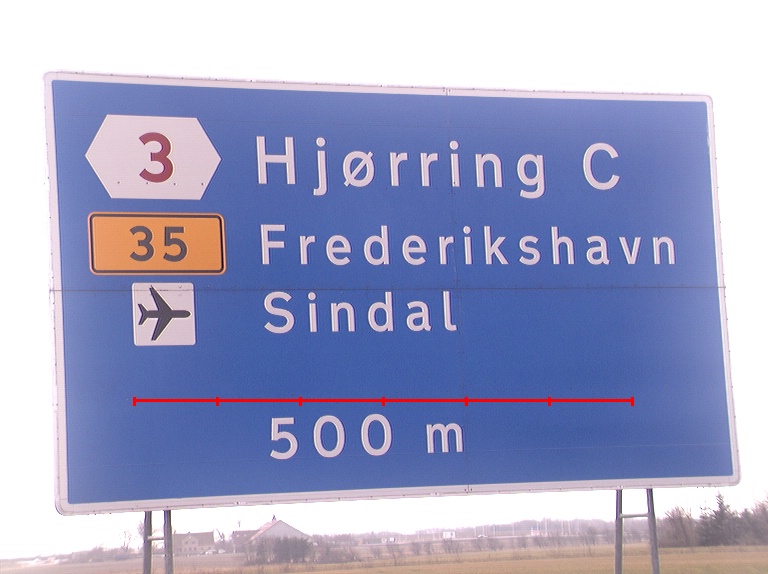 3 Hjørring C
35 Frederikshavn
Sindal
500 m